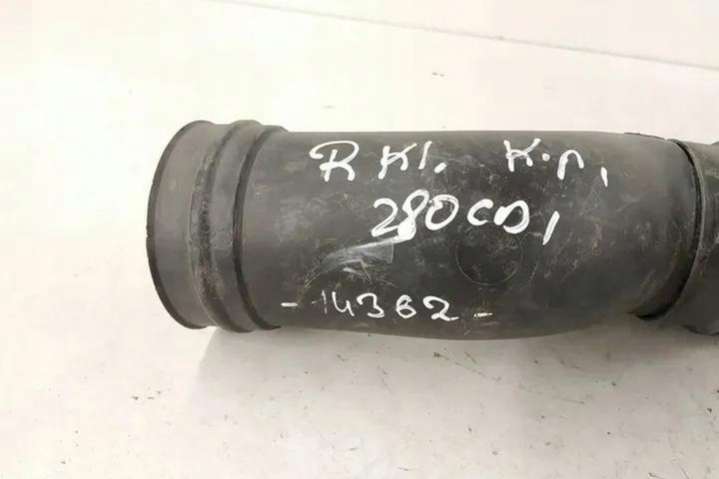 R Kl. K.n,
280CDI
-14362-